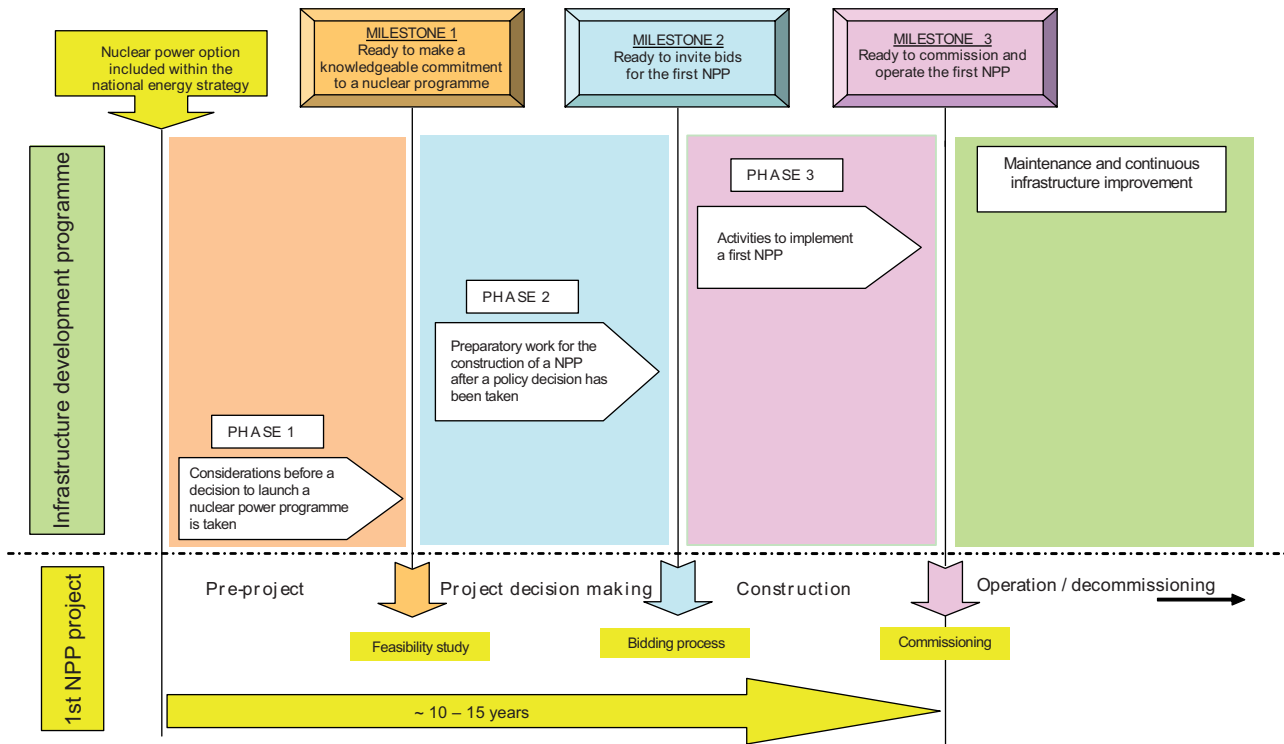 Nuclear power option
included within the
national energy strategy
MILESTONE 1
Ready to make a
knowledgeable commitment
to a nuclear programme
MILESTONE 2
Ready to invite bids
for the first NPP
MILESTONE 3
Ready to commission and
operate the first NPP
Infrastructure development programme
PHASE 1
Considerations before a
decision to launch a
nuclear power programme
is taken
PHASE 2
Preparatory work for the
construction of a NPP
after a policy decision has
been taken
PHASE 3
Activities to implement
a first NPP
Maintenance and continuous
infrastructure improvement
1st NPP project
Pre-project
Project decision making
Construction
Operation / decommissioning
Feasibility study
Bidding process
Commissioning
~ 10 – 15 years